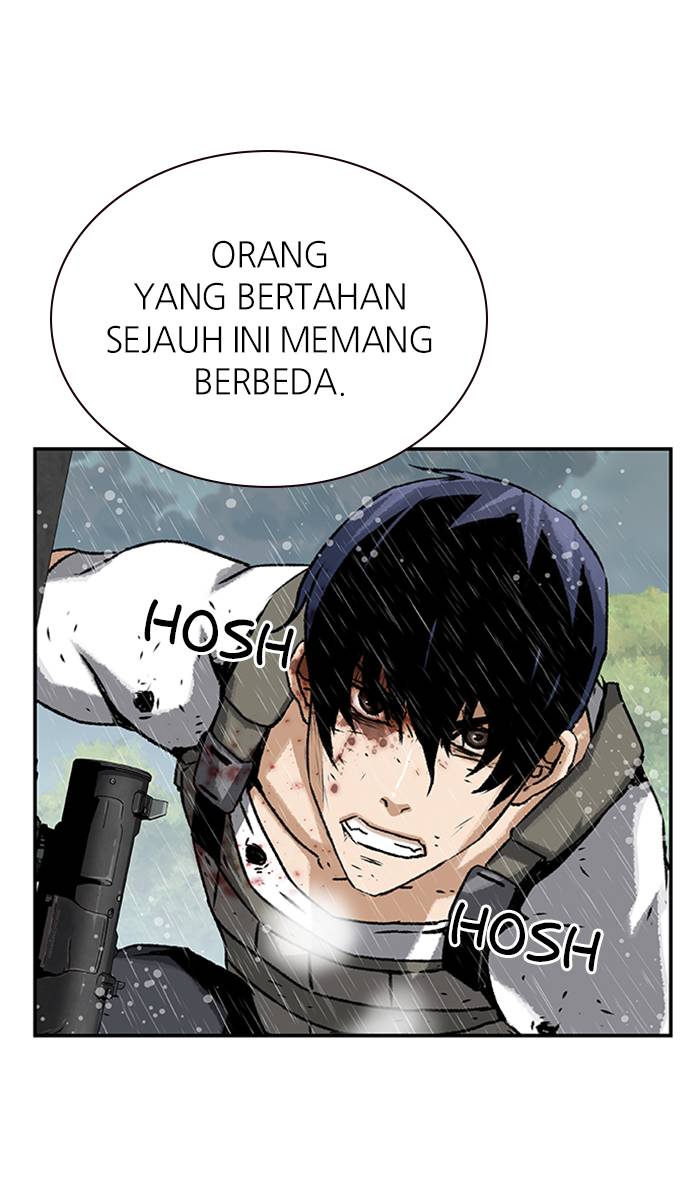 ORANG
YANG BERTAHAN
SEJAUH INI MEMANG
BERBEDA.
HOSH
HOSH